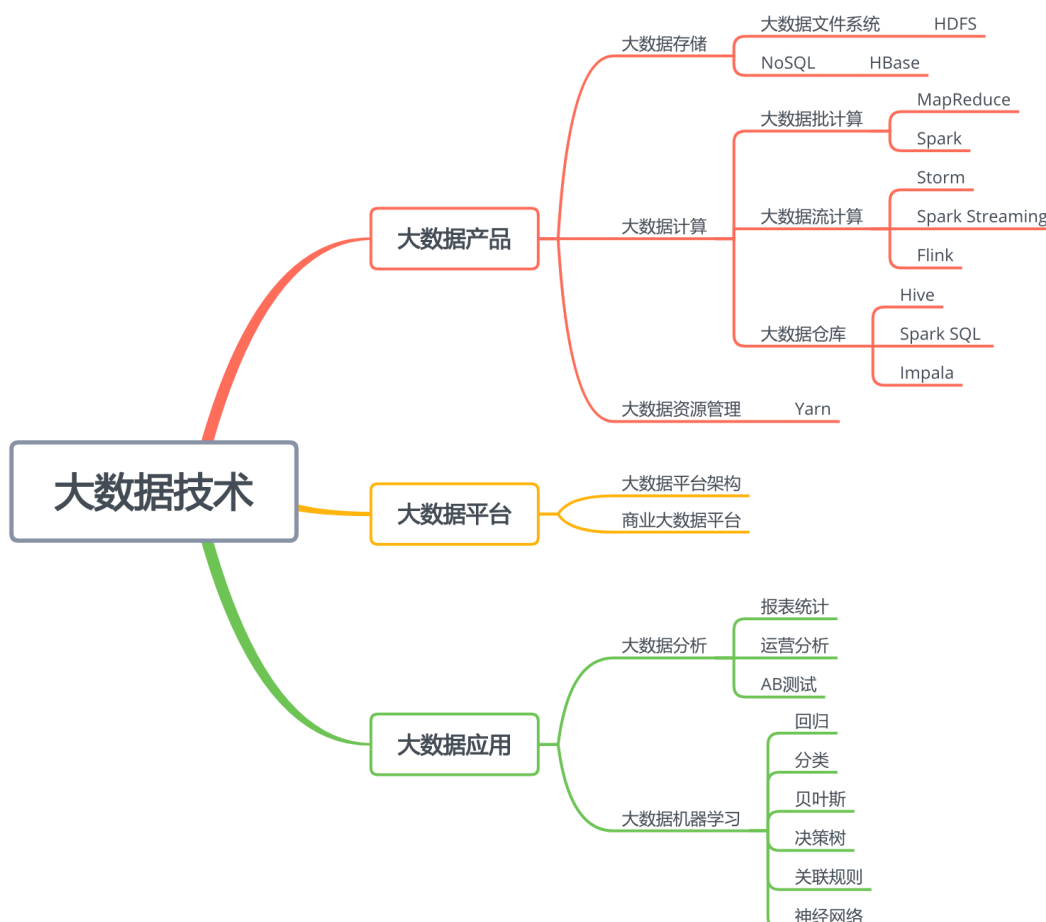 大数据技术
大数据产品
大数据存储
大数据文件系统
HDFS
NoSQL
HBase
大数据计算
大数据批计算
MapReduce
Spark
大数据流计算
Storm
Spark Streaming
Flink
大数据仓库
Hive
Spark SQL
Impala
大数据资源管理
Yarn
大数据平台
大数据平台架构
商业大数据平台
大数据应用
大数据分析
报表统计
运营分析
AB测试
大数据机器学习
回归
分类
贝叶斯
决策树
关联规则
神经网络